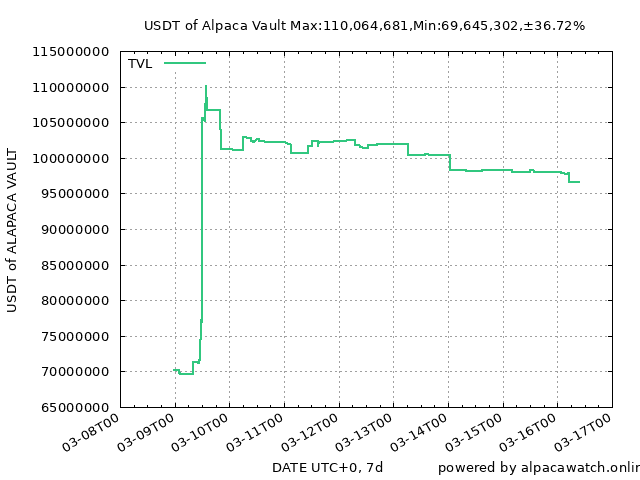 USDT of Alpaca Vault Max:110,064,681,Min:69,645,302,±36.72%
TVL
115000000
110000000
105000000
100000000
95000000
90000000
85000000
80000000
75000000
70000000
65000000
USDT of ALAPACA VAULT
03-08T00
03-09T00
03-10T00
03-11T00
03-12T00
03-13T00
03-14T00
03-15T00
03-16T00
03-17T00
DATE UTC+0, 7d
powered by alpacawatch.onlin